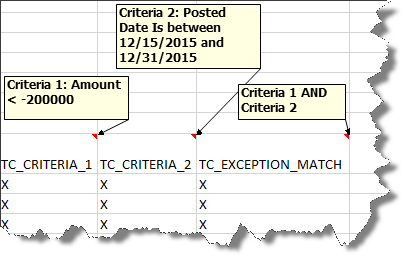 Criteria 2: Posted
Date Is between
12/15/2015 and
12/31/2015
Criteria 1: Amount
< -200000
Criteria 1 AND
Criteria 2
TC_CRITERIA_1 TC_CRITERIA_2 TC_EXCEPTION_MATCH
X X X
X X X
X X X